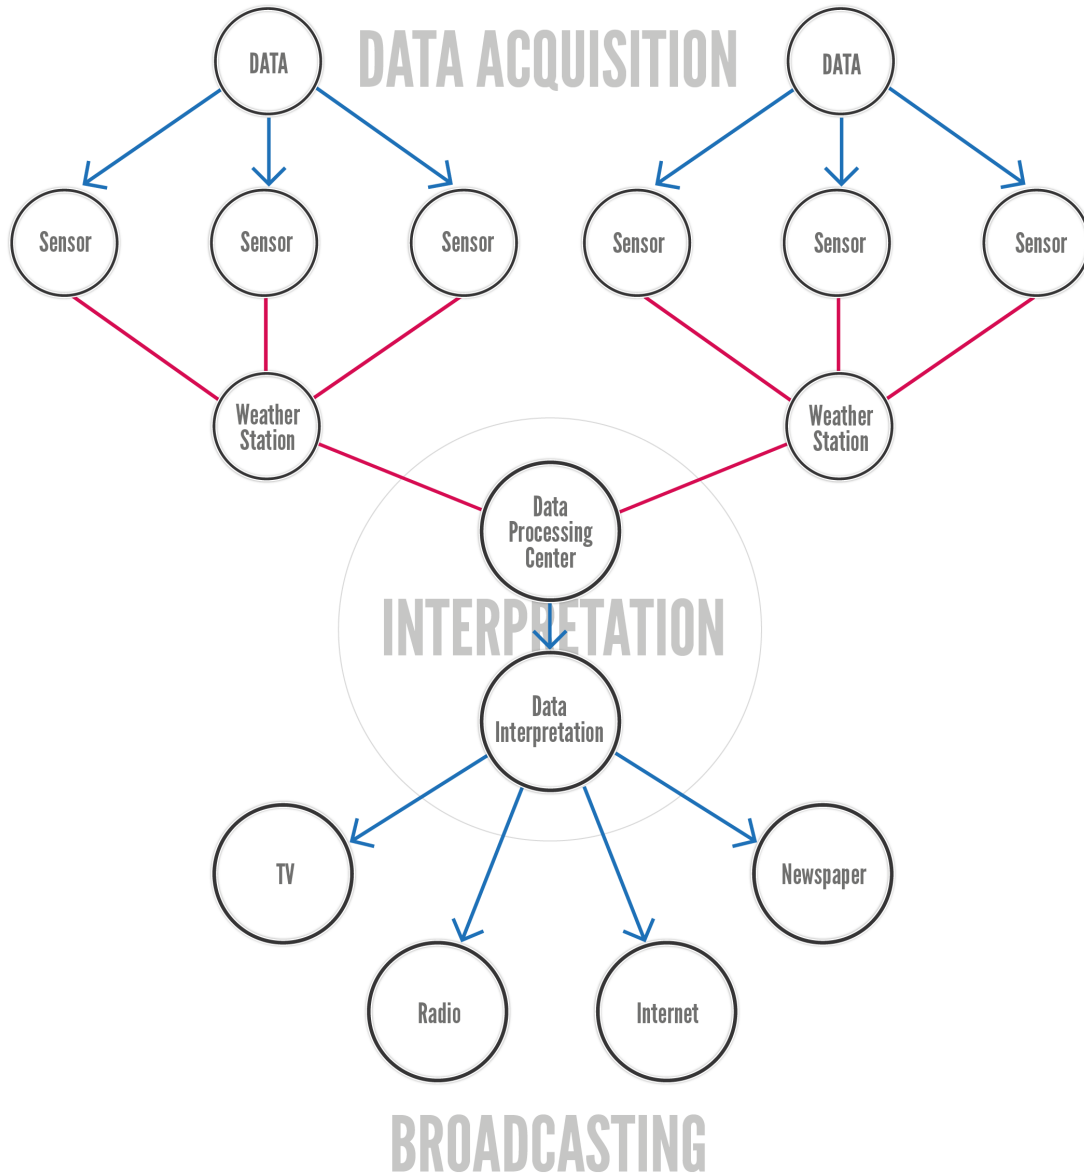 DATA ACQUISITION
DATA
DATA
Sensor
Sensor
Sensor
Sensor
Sensor
Sensor
Weather
Station
Weather
Station
Data
Processing
Center
INTERPRETATION
Data
Interpretation
TV
Newspaper
Radio
Internet
BROADCASTING